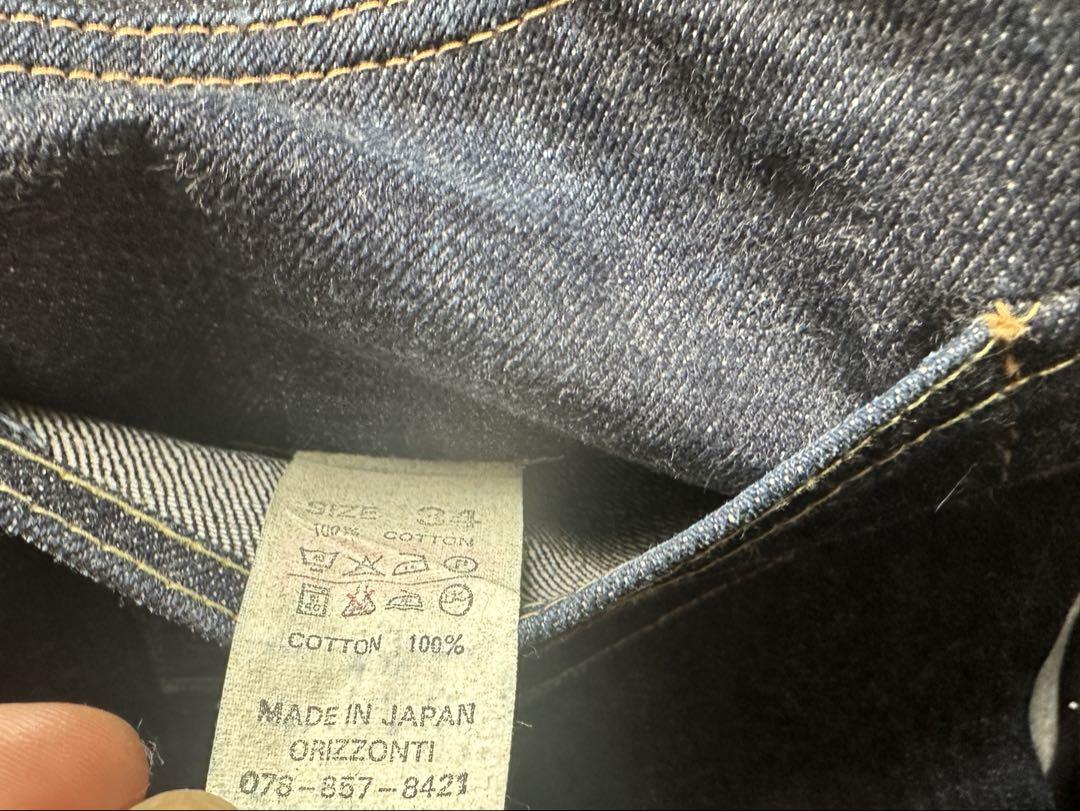 SIZE 34
100% COTTON
COTTON 100%
MADE IN JAPAN
ORIZZONTI
078-857-8421